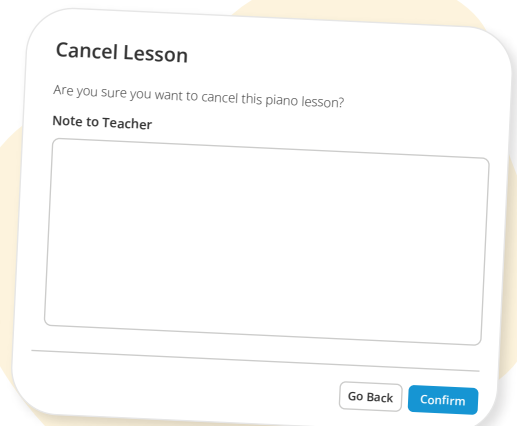 Cancel Lesson
Are you sure you want to cancel this piano lesson?
Note to Teacher
Go Back
Confirm